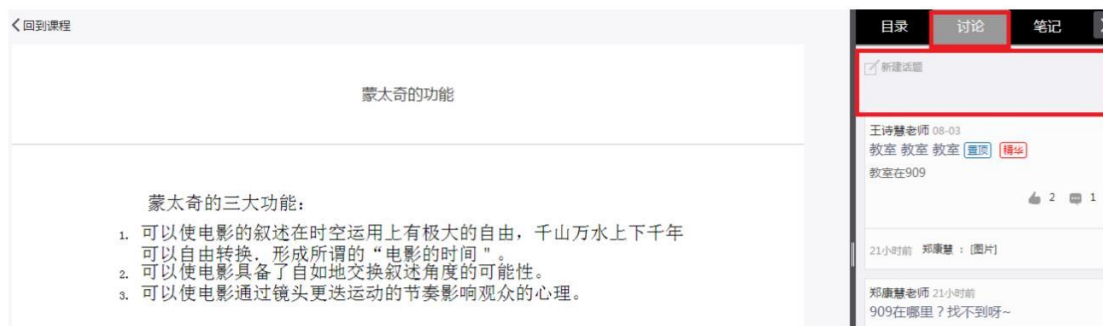 回到课程
蒙太奇的功能
蒙太奇的三大功能：
1. 可以使电影的叙述在时空运用上有极大的自由，千山万水上下千年
可以自由转换．形成所谓的“电影的时间＂。
2. 可以使电影具备了自如地交换叙述角度的可能性。
3. 可以使电影通过镜头更迭运动的节奏影响观众的心理。
目录 讨论 笔记
新建话题
王诗慧老师 08-03
教室 教室 教室 置顶 精华
教室在909
2 1
21小时前 郑康慧 : [图片]
郑康慧老师 21小时前
909在哪里？找不到呀~